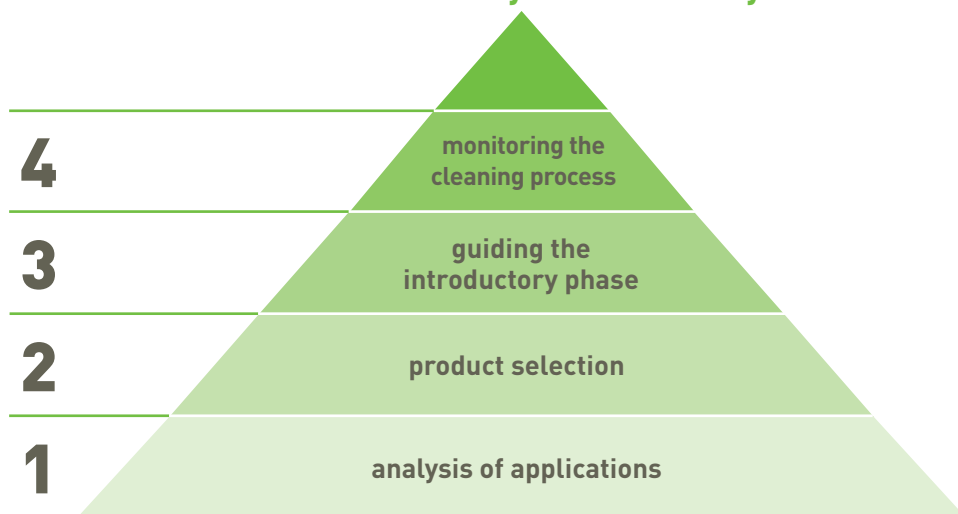 4
monitoring the
cleaning process
3
guiding the
introductory phase
2
product selection
1
analysis of applications